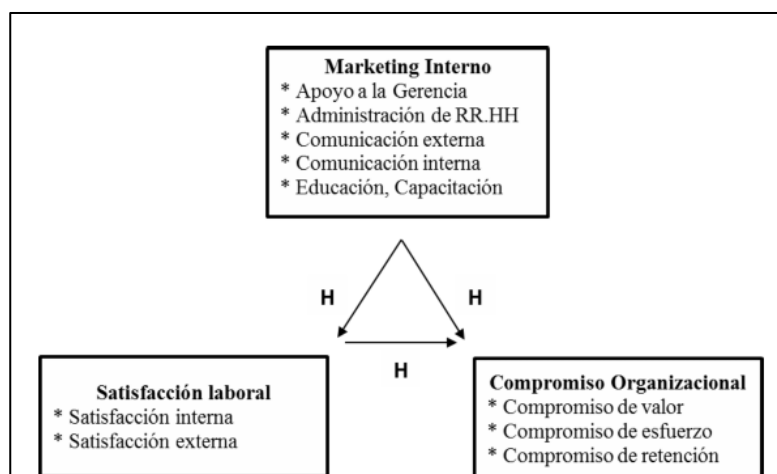 Marketing Interno
* Apoyo a la Gerencia
* Administración de RR.HH
* Comunicación externa
* Comunicación interna
* Educación, Capacitación
H
H
H
Satisfacción laboral
* Satisfacción interna
* Satisfacción externa
Compromiso Organizacional
* Compromiso de valor
* Compromiso de esfuerzo
* Compromiso de retención